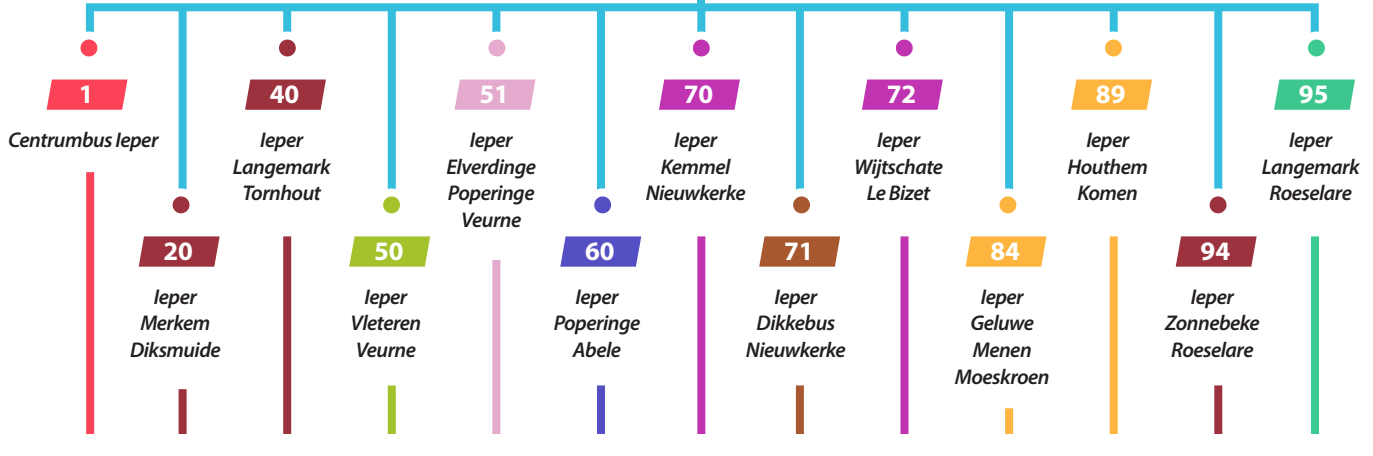 1
Centrumbus Ieper
20
Ieper
Merkem
Diksmuide
40
Ieper
Langemark
Tornhout
50
Ieper
Vleteren
Veurne
51
Ieper
Elverdinge
Poperinge
Veurne
60
Ieper
Poperinge
Abele
70
Ieper
Kemmel
Nieuwkerke
71
Ieper
Dikkebus
Nieuwkerke
72
Ieper
Wijtschate
Le Bizet
84
Ieper
Geluwe
Menen
Moeskroen
89
Ieper
Houthem
Komen
94
Ieper
Zonnebeke
Roeselare
95
Ieper
Langemark
Roeselare